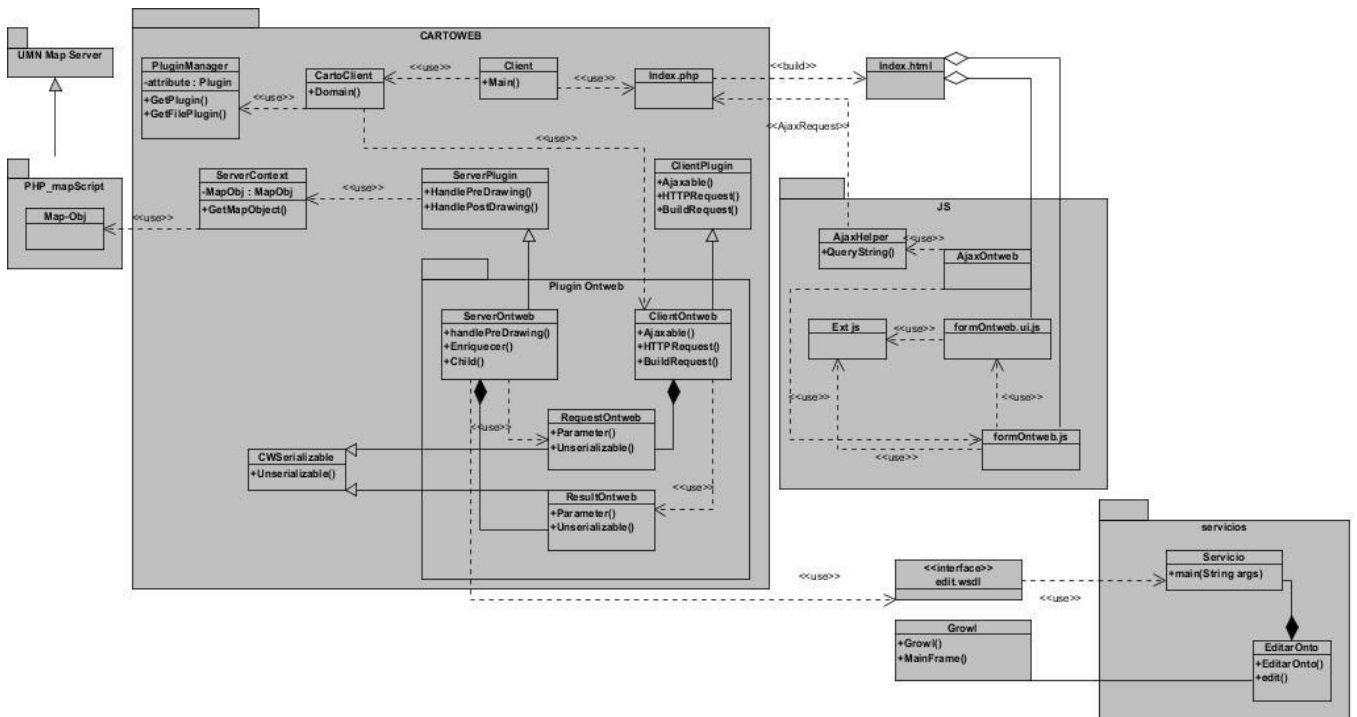 UMN Map Server
PHP_mapScript
Map-Obj
<<use>>
CARTOWEB
PluginManager
-attribute : Plugin
+GetPlugin()
+GetFilePlugin()
<<use>>
CartoClient
+Domain()
<<use>>
Client
+Main()
<<use>>
Index.php
<<build>>
Index.html
<<AjaxRequest>>
<<use>>
ServerContext
-MapObj : MapObj
+GetMapObject()
<<use>>
ServerPlugin
+HandlePreDrawing()
+HandlePostDrawing()
ClientPlugin
+Ajaxable()
+HTTPRequest()
+BuildRequest()
Plugin Ontweb
ServerOntweb
+handlePreDrawing()
+Enriquecer()
+Child()
ClientOntweb
+Ajaxable()
+HTTPRequest()
+BuildRequest()
<<use>>
RequestOntweb
+Parameter()
+Unserializable()
CWSerializable
+Unserializable()
<<use>>
ResultOntweb
+Parameter()
+Unserializable()
JS
AjaxHelper
+QueryString()
<<use>>
AjaxOntweb
Ext js
<<use>>
formOntweb.ui.js
<<use>>
<<use>>
formOntweb.js
<<use>>
<<use>>
<<interface>>
edit.wsdl
<<use>>
servicios
Servicio
+main(String args)
Growl
+Growl()
+MainFrame()
EditarOnto
+EditarOnto()
+edit()